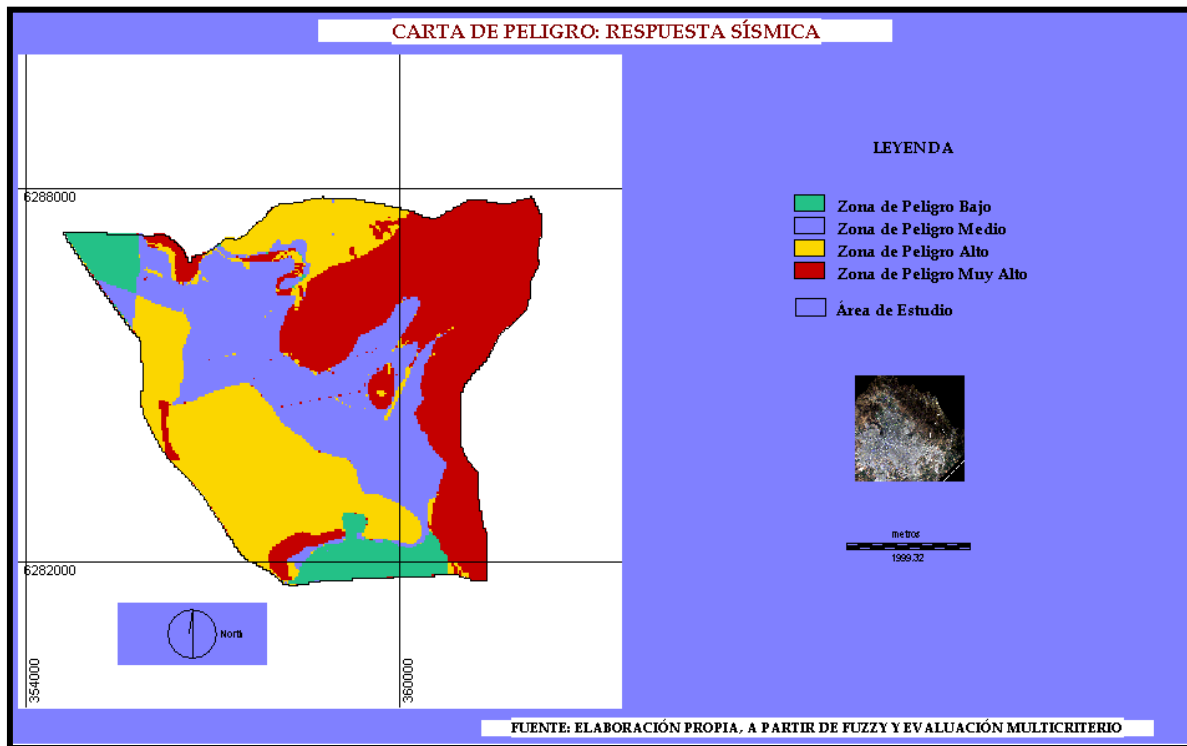 CARTA DE PELIGRO: RESPUESTA SÍSMICA
6288000
LEYENDA
Zona de Peligro Bajo
Zona de Peligro Medio
Zona de Peligro Alto
Zona de Peligro Muy Alto
Área de Estudio
metros
1999.32
6282000
North
354000
360000
FUENTE: ELABORACIÓN PROPIA, A PARTIR DE FUZZY Y EVALUACIÓN MULTICRITERIO